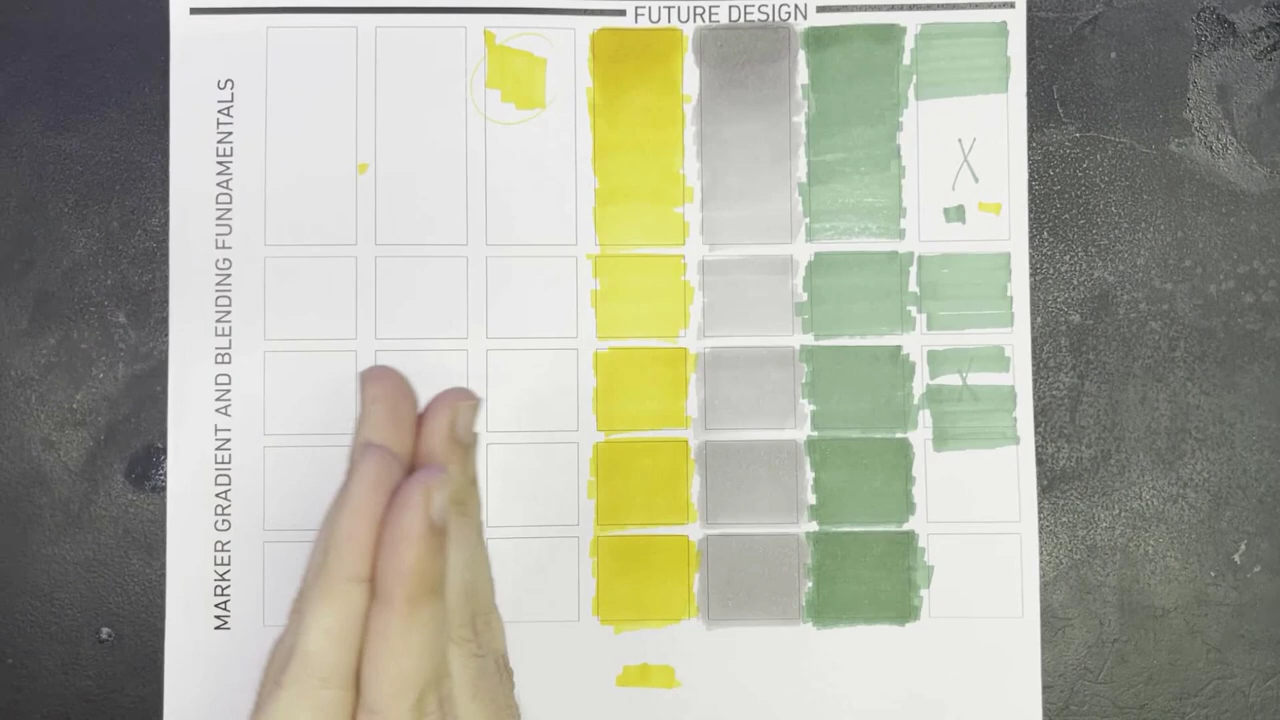 FUTURE DESIGN
MARKER GRADIENT AND BLENDING FUNDAMENTALS
X
X